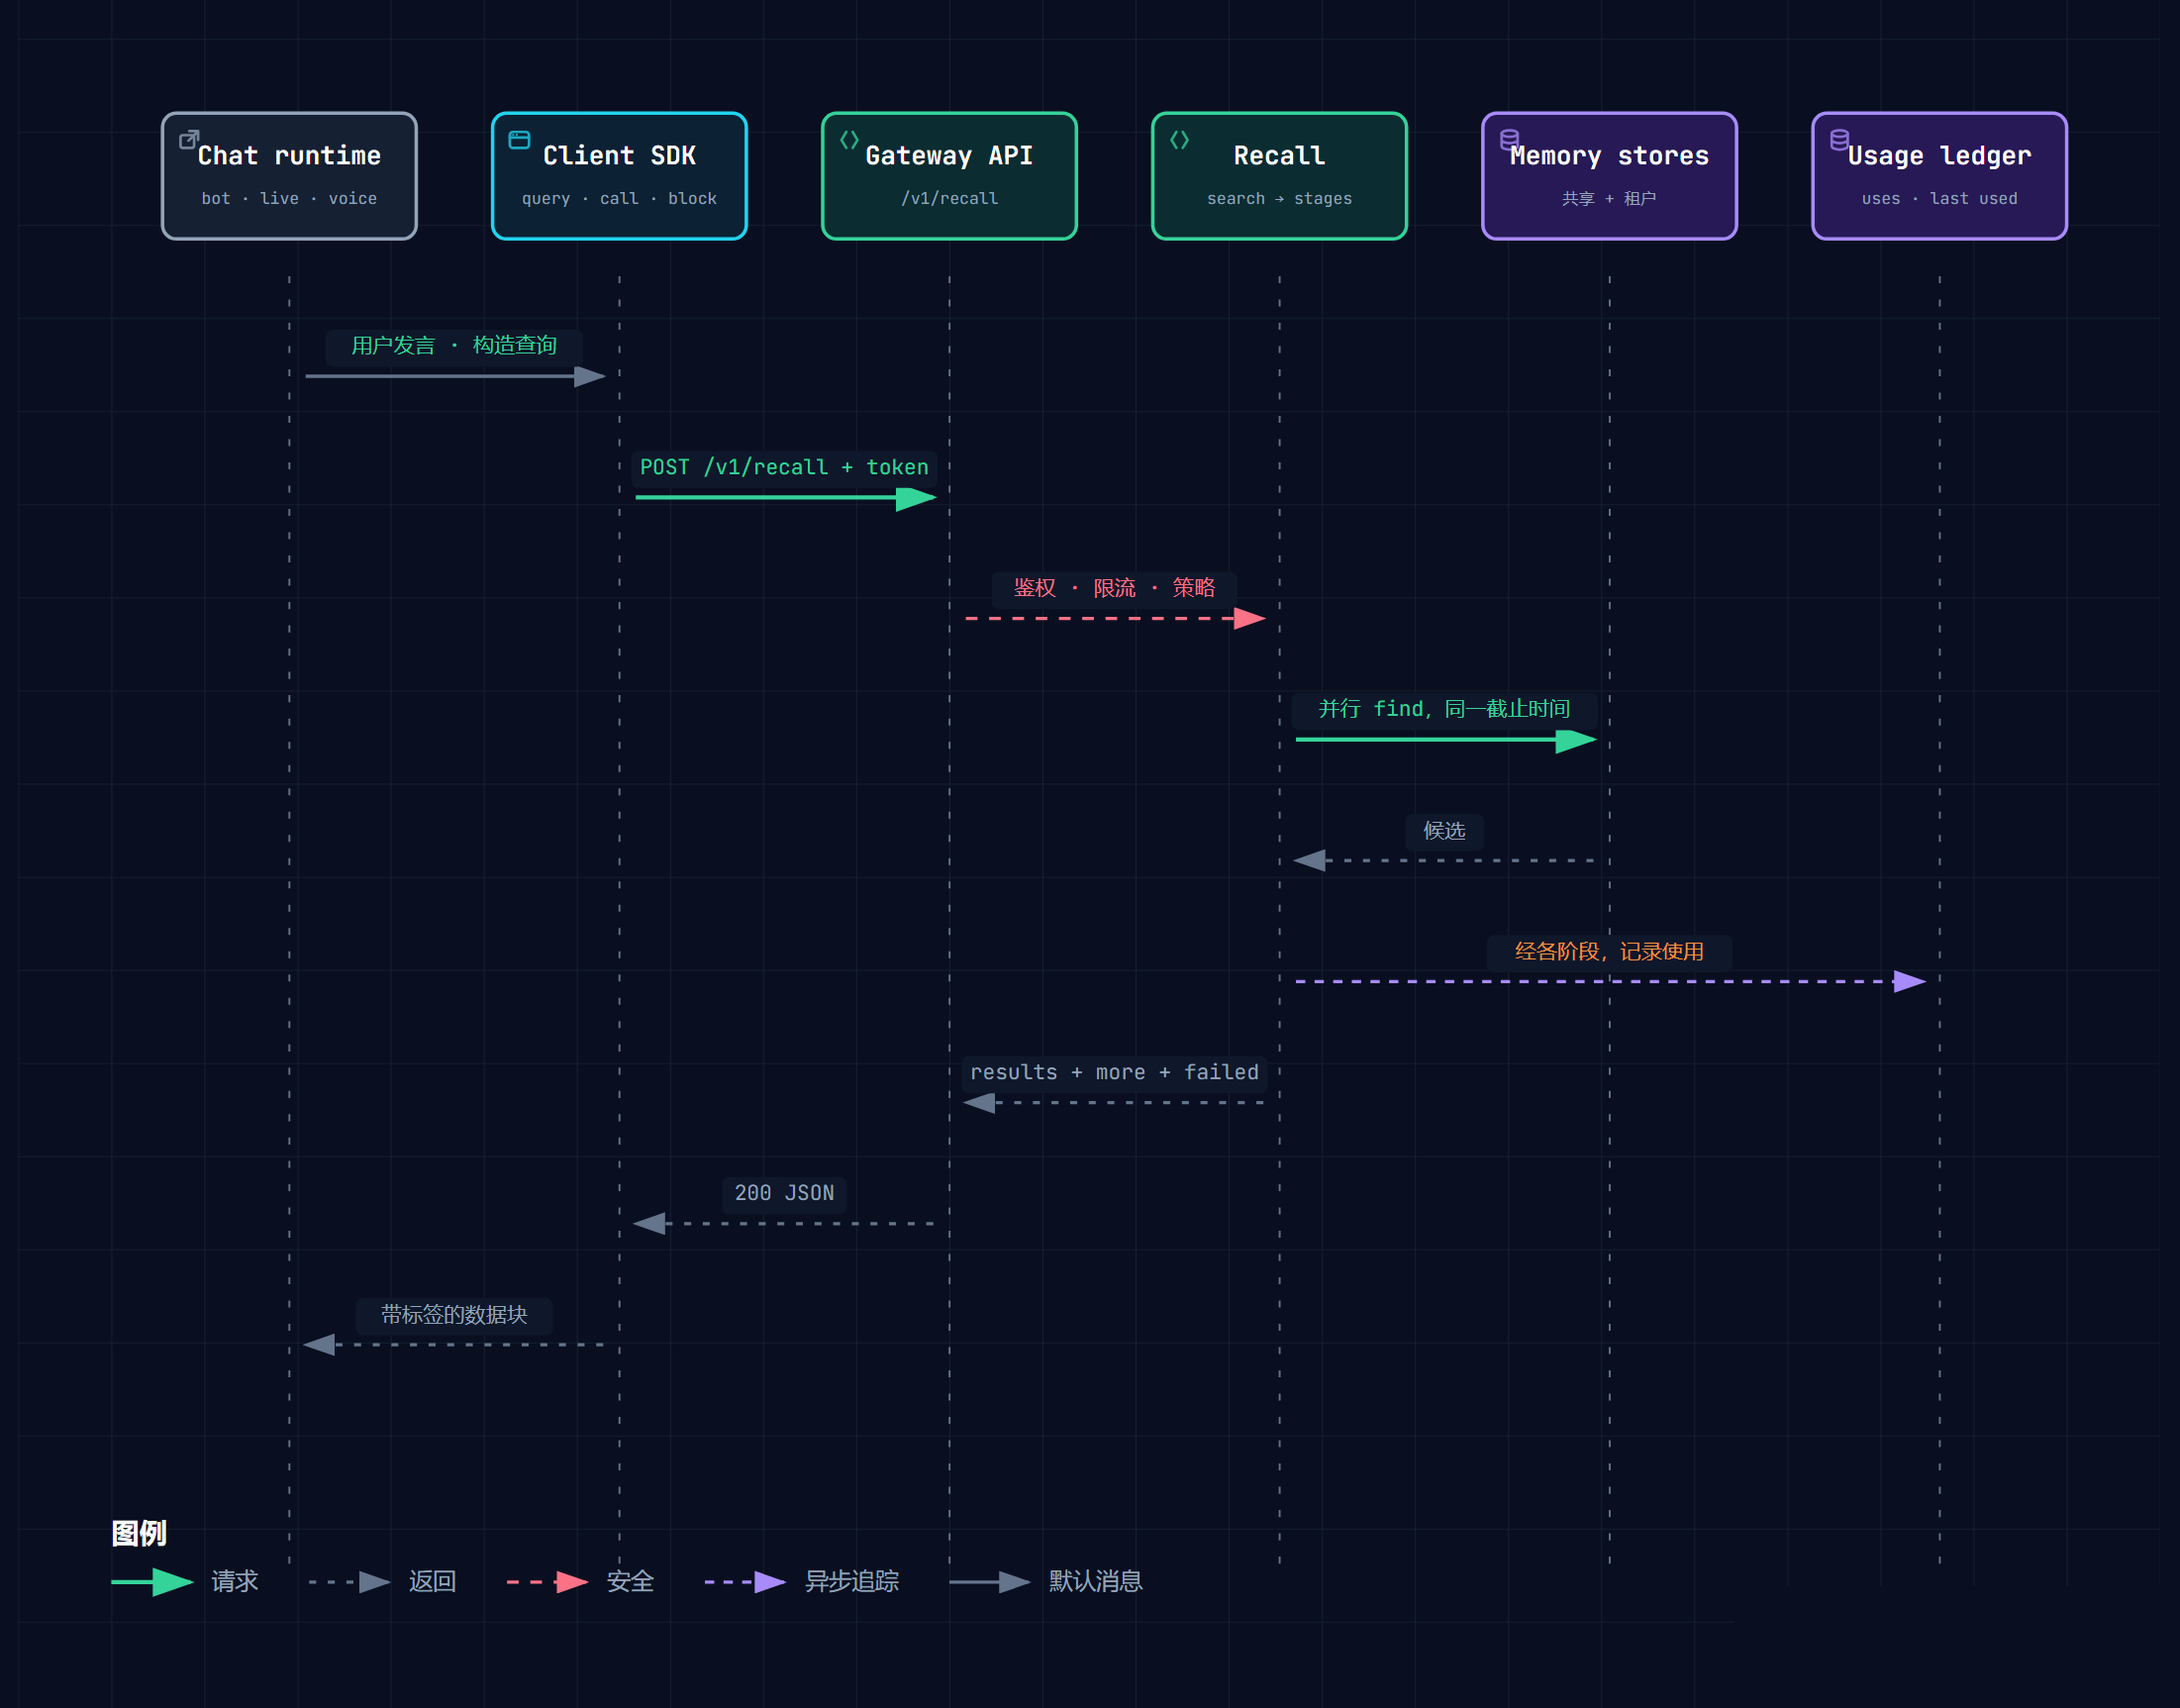 Chat runtime
bot · live · voice
Client SDK
query · call · block
Gateway API
/v1/recall
Recall
search → stages
Memory stores
共享 + 租户
Usage ledger
uses · last used
用户发言 · 构造查询
POST /v1/recall + token
鉴权 · 限流 · 策略
并行 find, 同一截止时间
候选
经各阶段, 记录使用
results + more + failed
200 JSON
带标签的数据块
图例
请求
返回
安全
异步追踪
默认消息